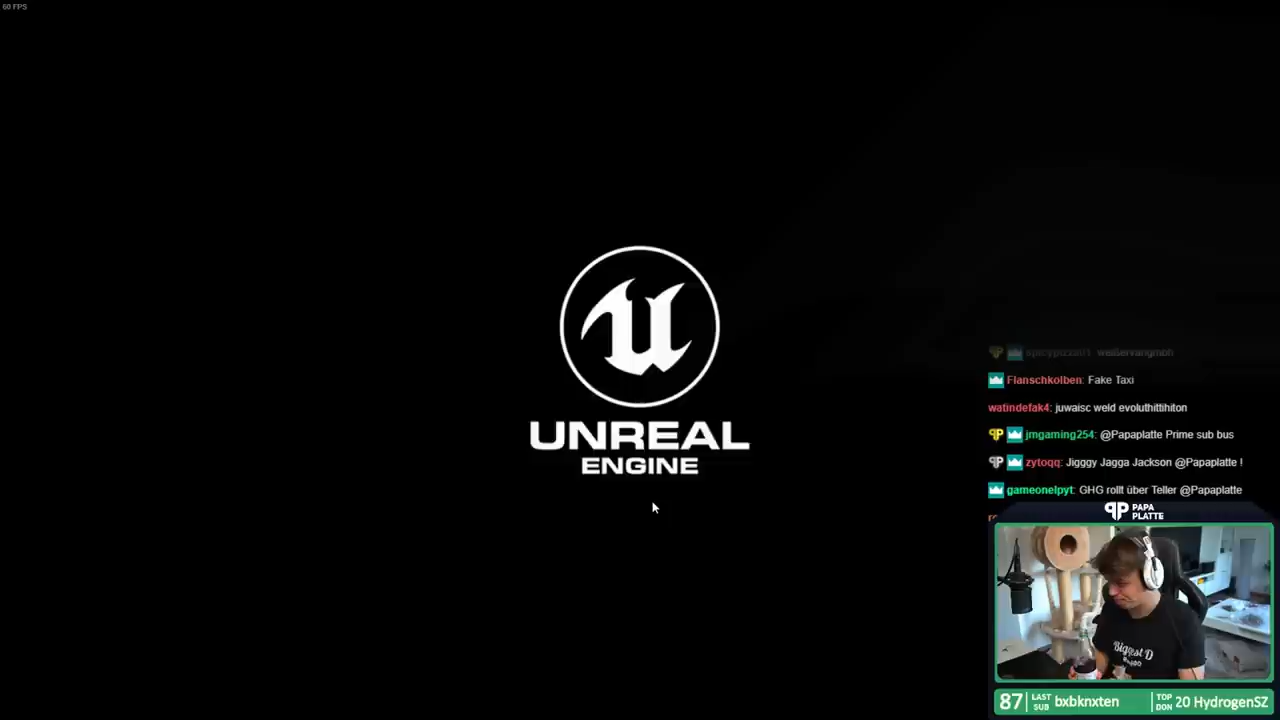 60 FPS
UNREAL
ENGINE
Flanschkolben: Fake Taxi
watindefak4: juwaisc weld evoluthittihiton
jmgaming254: @Papaplatte Prime sub bus
zytoqq: Jigggy Jagga Jackson @Papaplatte !
gameonelpyt: GHG rollt über Teller @Papaplatte
PAPA
PLATTE
87 LAST SUB bxbknxten TOP DON 20 HydrogenSZ